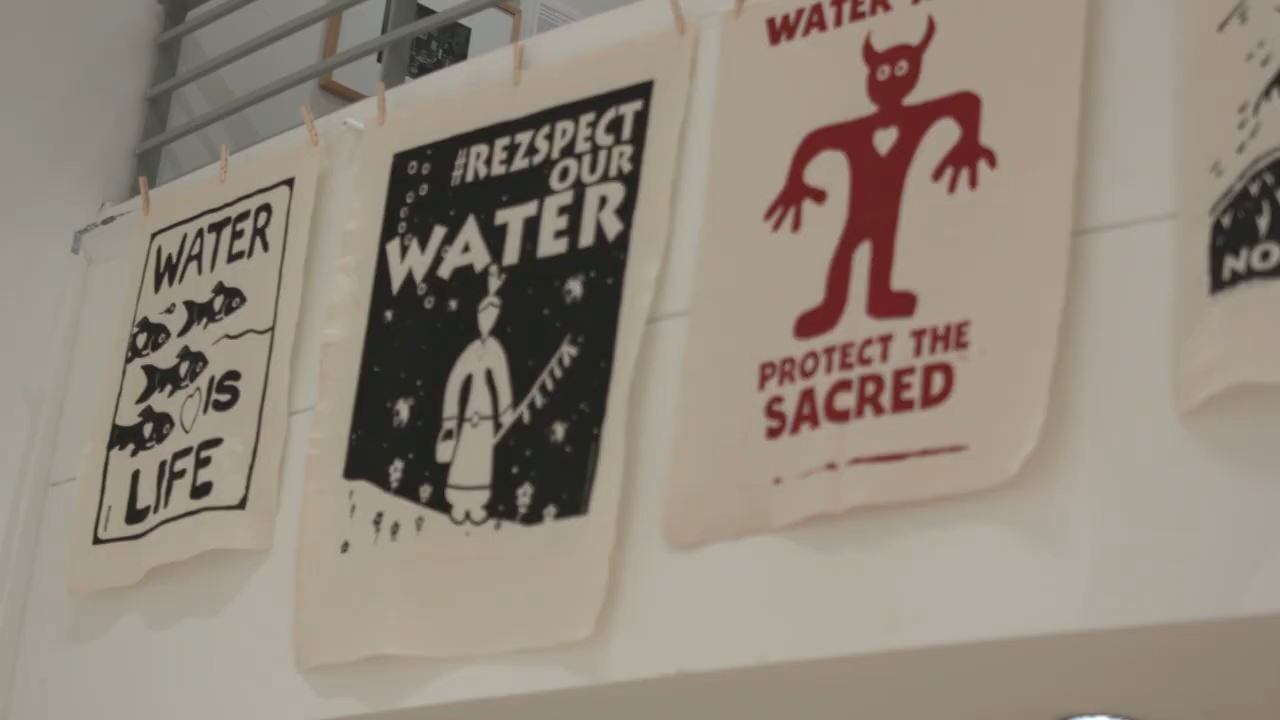 WATER
IS
LIFE
#REZSPECT
OUR
WATER
WATER
PROTECT THE
SACRED
NO